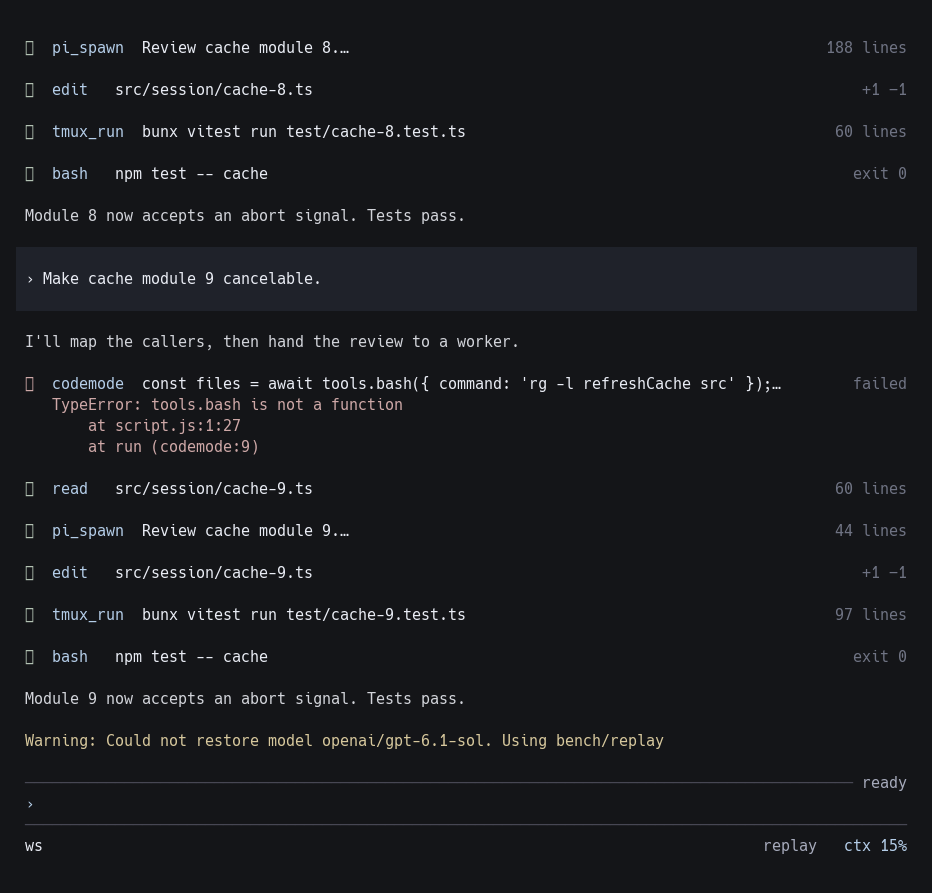 pi_spawn  Review cache module 8.…  188 lines
edit   src/session/cache-8.ts  +1 −1
tmux_run  bunx vitest run test/cache-8.test.ts  60 lines
bash   npm test -- cache  exit 0
Module 8 now accepts an abort signal. Tests pass.
› Make cache module 9 cancelable.
I'll map the callers, then hand the review to a worker.
codemode  const files = await tools.bash({ command: 'rg -l refreshCache src' });…  failed
TypeError: tools.bash is not a function
    at script.js:1:27
    at run (codemode:9)
read   src/session/cache-9.ts  60 lines
pi_spawn  Review cache module 9.…  44 lines
edit   src/session/cache-9.ts  +1 −1
tmux_run  bunx vitest run test/cache-9.test.ts  97 lines
bash   npm test -- cache  exit 0
Module 9 now accepts an abort signal. Tests pass.
Warning: Could not restore model openai/gpt-6.1-sol. Using bench/replay
ready
›
ws  replay  ctx 15%